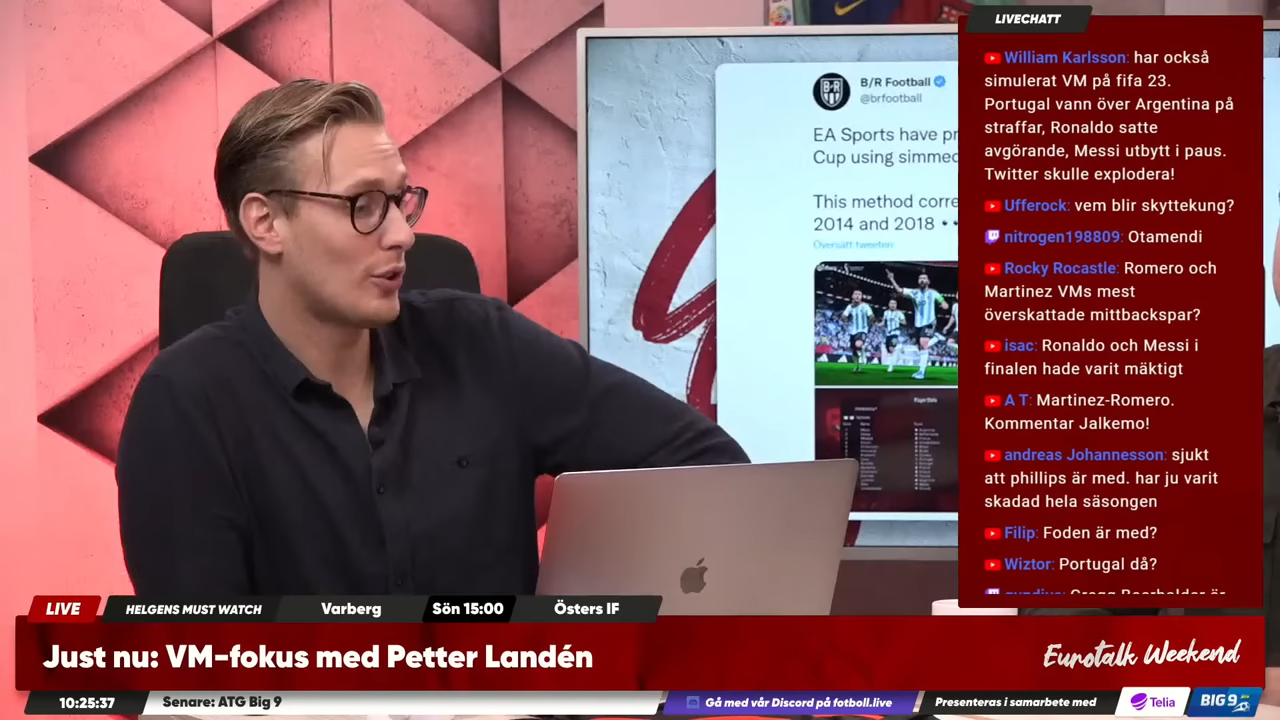 LIVECHATT
B/R Football
@brfootball
EA Sports have pr
Cup using simmed
This method corre
2014 and 2018
Översätt tweeten
William Karlsson: har också
simulerat VM på fifa 23.
Portugal vann över Argentina på
straffar, Ronaldo satte
avgörande, Messi utbytt i paus.
Twitter skulle explodera!
Ufferock: vem blir skyttekung?
nitrogen198809: Otamendi
Rocky Rocastle: Romero och
Martinez VMs mest
överskattade mittbackspar?
isac: Ronaldo och Messi i
finalen hade varit mäktigt
A T: Martinez-Romero.
Kommentar Jalkemo!
andreas Johannesson: sjukt
att phillips är med. har ju varit
skadad hela säsongen
Filip: Foden är med?
Wiztor: Portugal då?
LIVE
HELGENS MUST WATCH
Varberg
Sön 15:00
Östers IF
Just nu: VM-fokus med Petter Landén
Eurotalk Weekend
10:25:37
Senare: ATG Big 9
Gå med vår Discord på fotboll.live
Presenteras i samarbete med
Telia
BIG 9